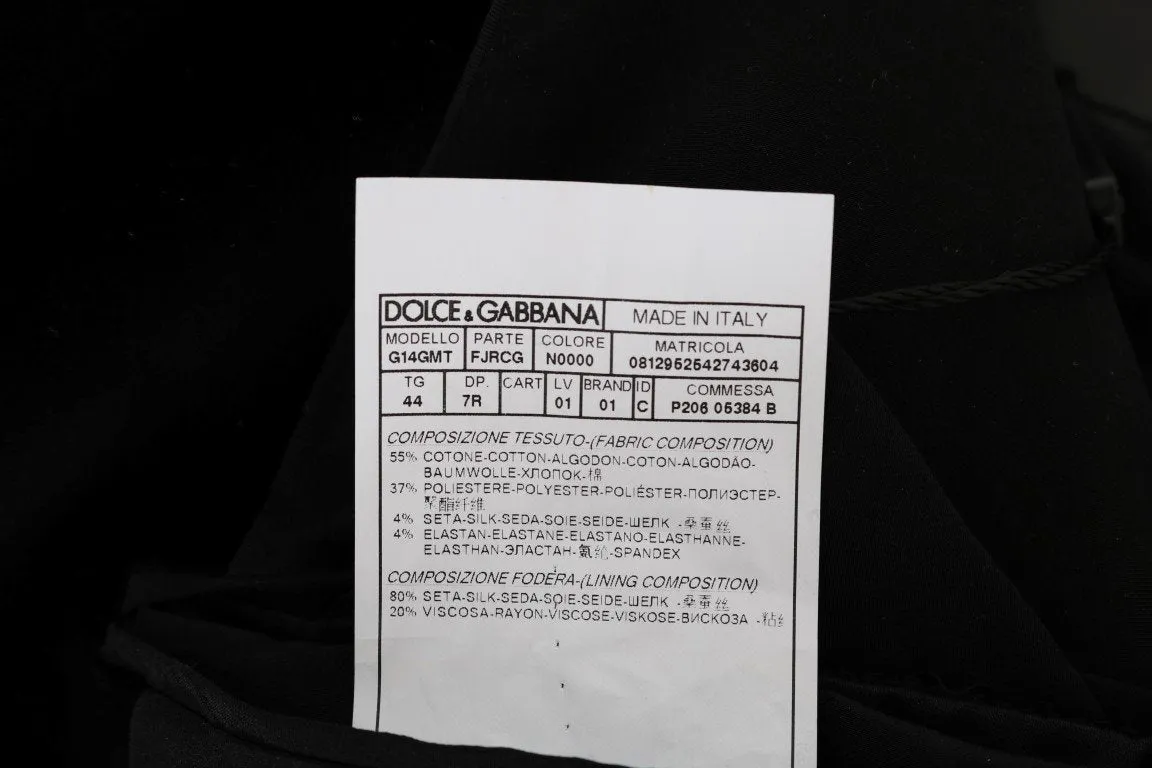 DOLCE & GABBANA MADE IN ITALY
MODELLO PARTE COLORE MATRICOLA
G14GMT FJRCG N0000 0812952542743604
TG DP. CART LV BRAND ID COMMESSA
44 7R 01 01 C P206 05384 B
COMPOSIZIONE TESSUTO-(FABRIC COMPOSITION)
55% COTONE-COTTON-ALGODON-COTON-ALGODÃO-
BAUMWOLLE-ХЛОПОК-棉
37% POLIESTERE-POLYESTER-POLIÉSTER-ПОЛИЭСТЕР-
聚酯纤维
4% SETA-SILK-SEDA-SOIE-SEIDE-ШЕЛК -桑蚕丝
4% ELASTAN-ELASTANE-ELASTANO-ELASTHANNE-
ELASTHAN-ЭЛАСТАН-氨纶-SPANDEX
COMPOSIZIONE FODERA-(LINING COMPOSITION)
80% SETA-SILK-SEDA-SOIE-SEIDE-ШЕЛК -桑蚕丝
20% VISCOSA-RAYON-VISCOSE-VISKOSE-ВИСКОЗА -粘